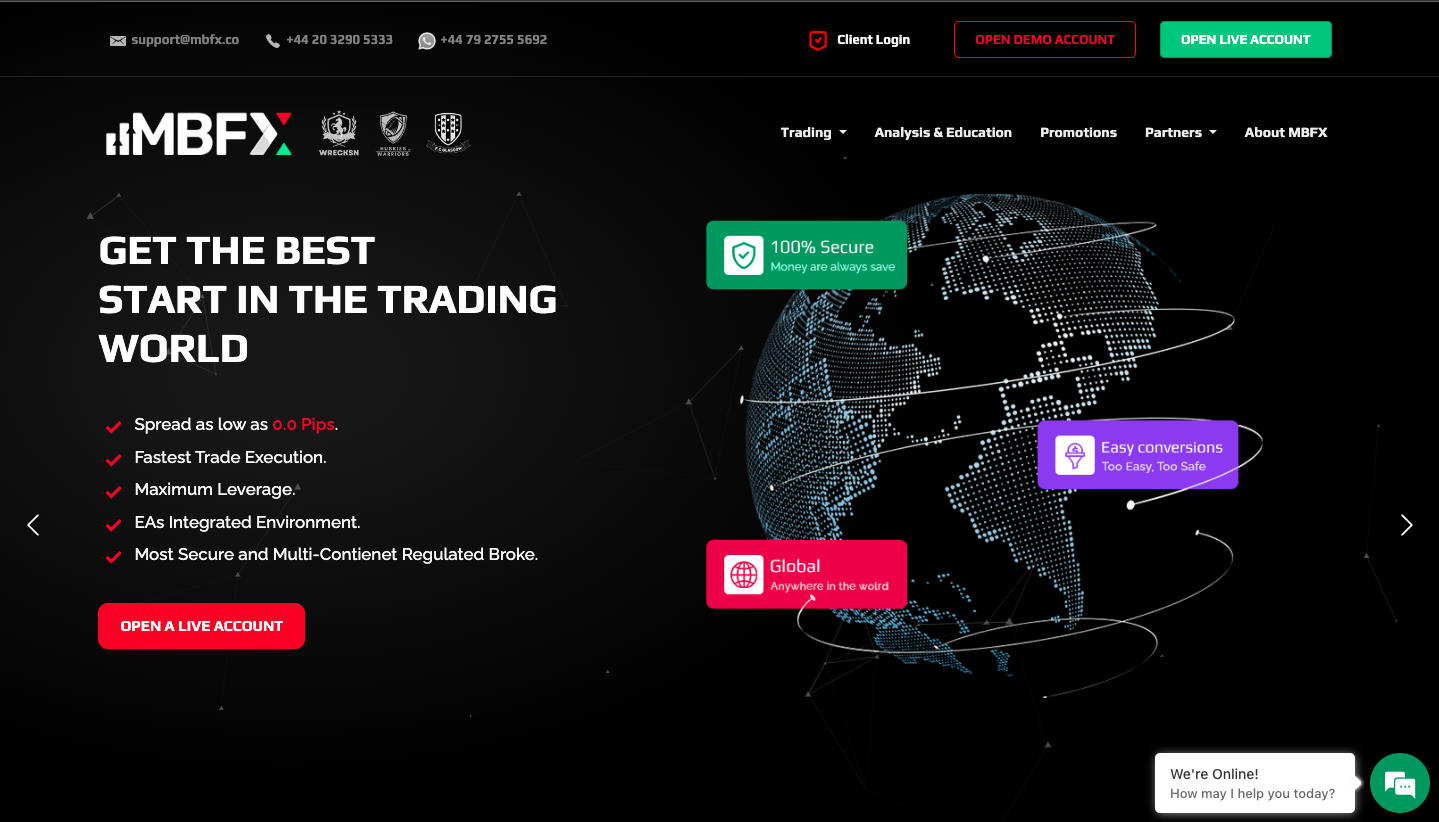 support@mbfx.co
+44 20 3290 5333
+44 79 2755 5692
Client Login
OPEN DEMO ACCOUNT
OPEN LIVE ACCOUNT
MBFX
WRECKSN
HUSKIES WARRIORS
F.C GLASGOW
Trading
Analysis & Education
Promotions
Partners
About MBFX
GET THE BEST
START IN THE TRADING
WORLD
100% Secure
Money are always save
Spread as low as 0.0 Pips.
Fastest Trade Execution.
Maximum Leverage.
EAs Integrated Environment.
Most Secure and Multi-Contienet Regulated Broke.
Easy conversions
Too Easy, Too Safe
Global
Anywhere in the wolrd
OPEN A LIVE ACCOUNT
We're Online!
How may I help you today?